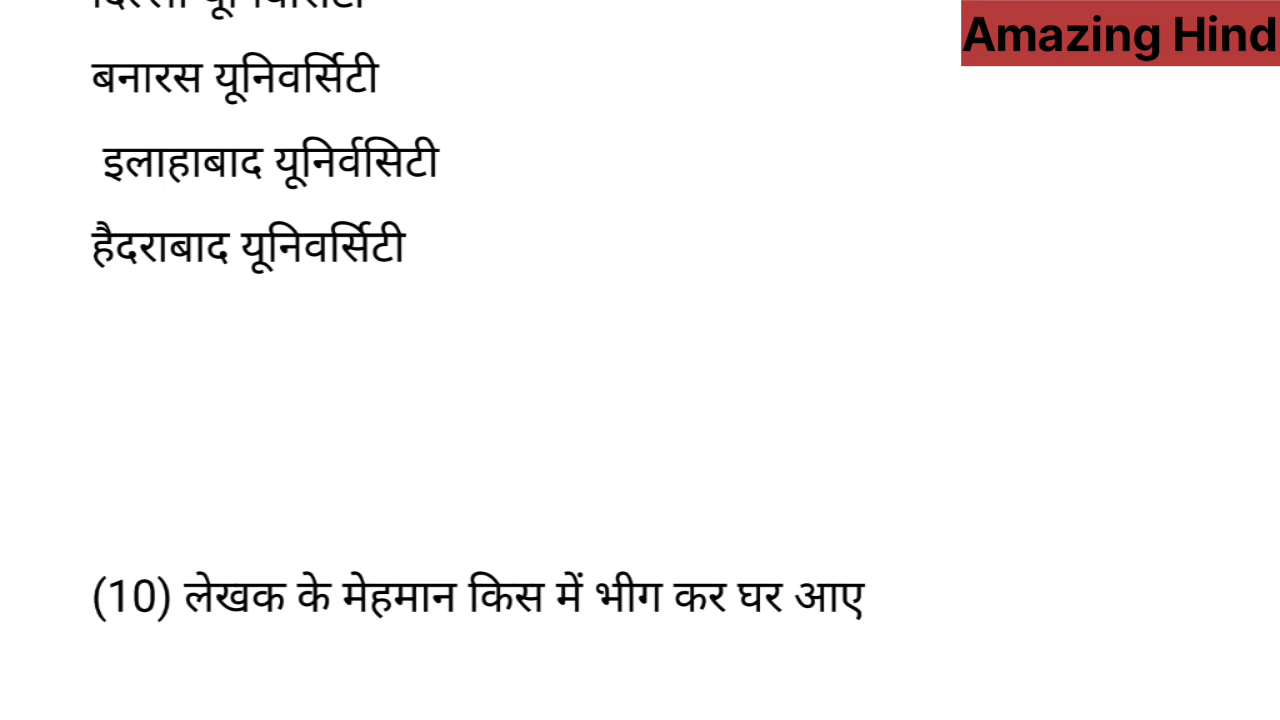 Amazing Hind
बनारस यूनिवर्सिटी
इलाहाबाद यूनिर्वसिटी
हैदराबाद यूनिवर्सिटी
(10) लेखक के मेहमान किस में भीग कर घर आए